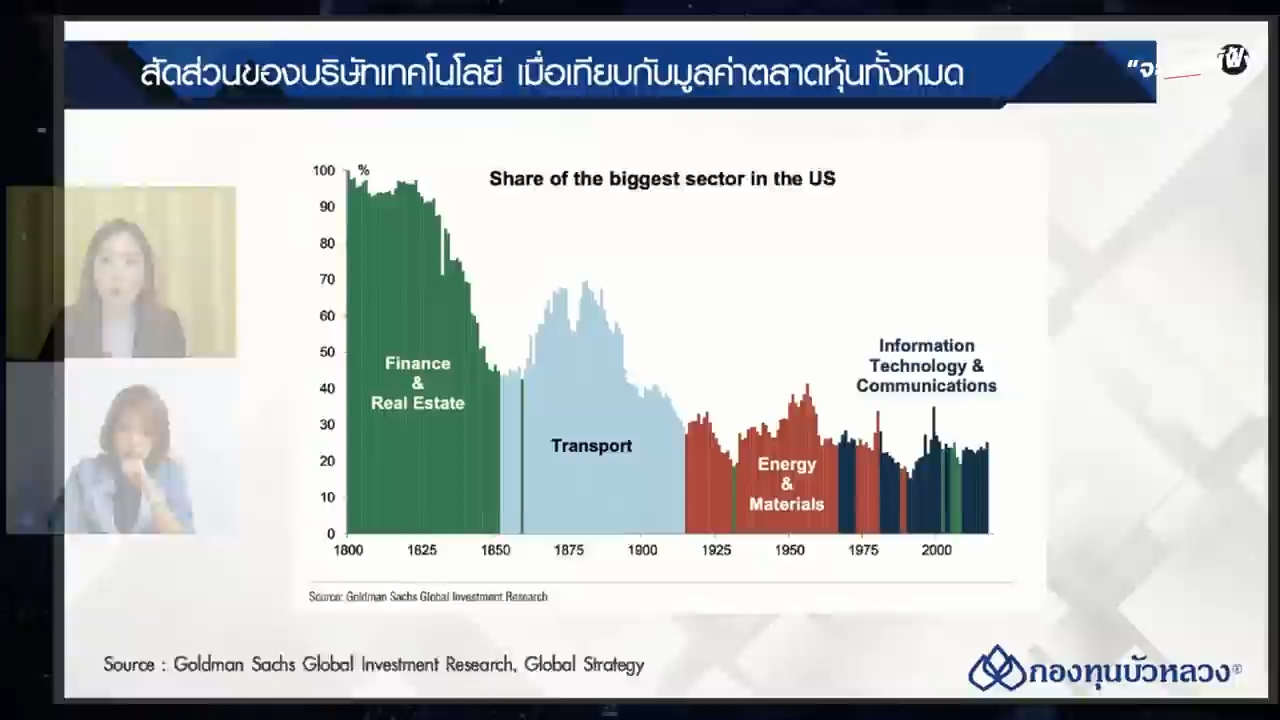 สัดส่วนของบริษัทเทคโนโลยี เมื่อเทียบกับมูลค่าตลาดหุ้นทั้งหมด
Share of the biggest sector in the US
%
100
90
80
70
60
50
40
30
20
10
0
Finance
&
Real Estate
Transport
Energy
&
Materials
Information
Technology &
Communications
1800 1825 1850 1875 1900 1925 1950 1975 2000
Source: Goldman Sachs Global Investment Research
Source : Goldman Sachs Global Investment Research, Global Strategy
กองทุนบัวหลวง